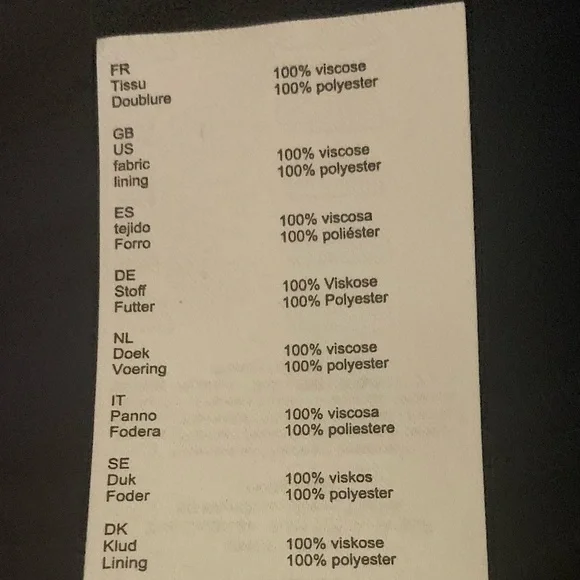 FR
Tissu 100% viscose
Doublure 100% polyester
GB
US
fabric 100% viscose
lining 100% polyester
ES
tejido 100% viscosa
Forro 100% poliéster
DE
Stoff 100% Viskose
Futter 100% Polyester
NL
Doek 100% viscose
Voering 100% polyester
IT
Panno 100% viscosa
Fodera 100% poliestere
SE
Duk 100% viskos
Foder 100% polyester
DK
Klud 100% viskose
Lining 100% polyester